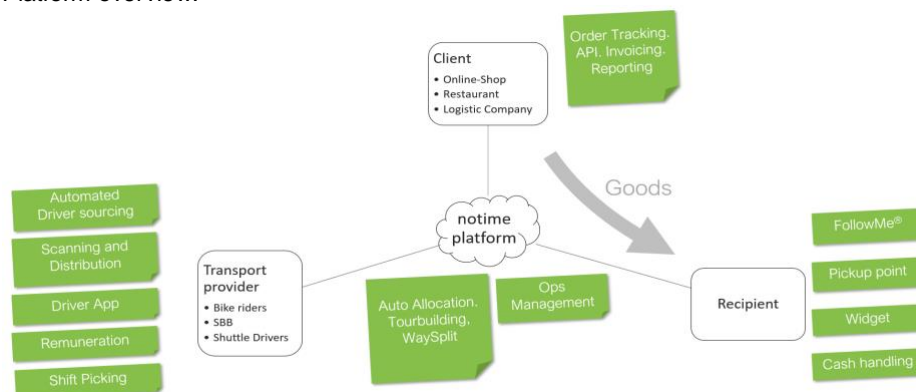 Client
• Online-Shop
• Restaurant
• Logistic Company
Order Tracking.
API. Invoicing.
Reporting
Goods
notime
platform
Automated
Driver sourcing
Scanning and
Distribution
Driver App
Remuneration
Shift Picking
Transport
provider
• Bike riders
• SBB
• Shuttle Drivers
Auto Allocation.
Tourbuilding,
WaySplit
Ops
Management
Recipient
FollowMe®
Pickup point
Widget
Cash handling